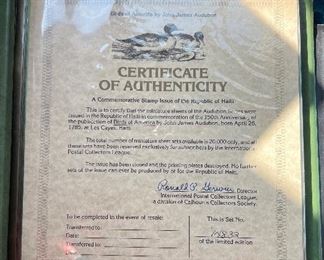 Birds of America by John James Audubon
CERTIFICATE
OF AUTHENTICITY
A Commemorative Stamp Issue of the Republic of Haiti
This is to certify that the miniature sheets of the Audubon Series were
issued in the Republic of Haiti in commemoration of the 150th Anniversary of
the publication of Birds of America by John James Audubon, born April 26,
1785, at Les Cayes, Haiti.
The total number of miniature sheet sets available is 20,000 only, and of
these sets have been reserved exclusively for subscribers by the International
Postal Collectors League.
The issue has been closed and the printing plates destroyed. No further
sets of the issue can ever be produced by or for the Republic of Haiti.
Director
International Postal Collectors League,
a division of Calhoun's Collectors Society.
To be completed in the event of resale:
Transferred to:
Date:
Transferred to:
Date:
This is Set No.
of the limited edition